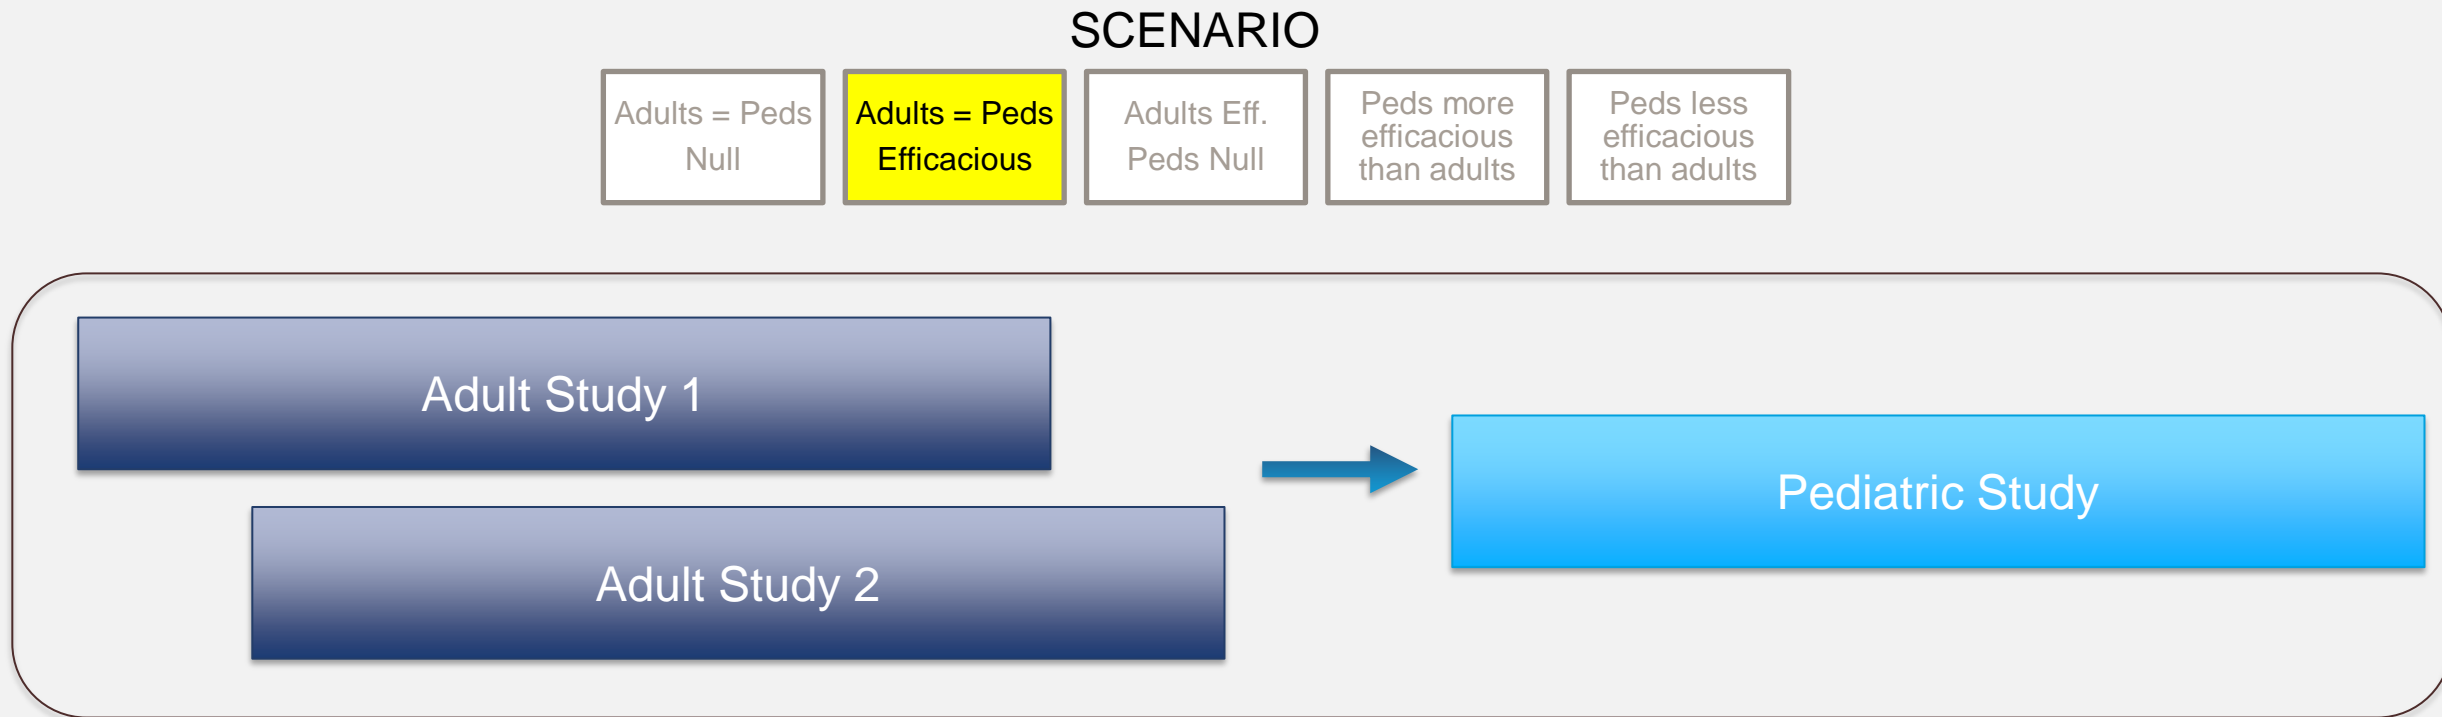 SCENARIO
Adults = Peds
Null
Adults = Peds
Efficacious
Adults Eff.
Peds Null
Peds more
efficacious
than adults
Peds less
efficacious
than adults
Adult Study 1
Adult Study 2
Pediatric Study